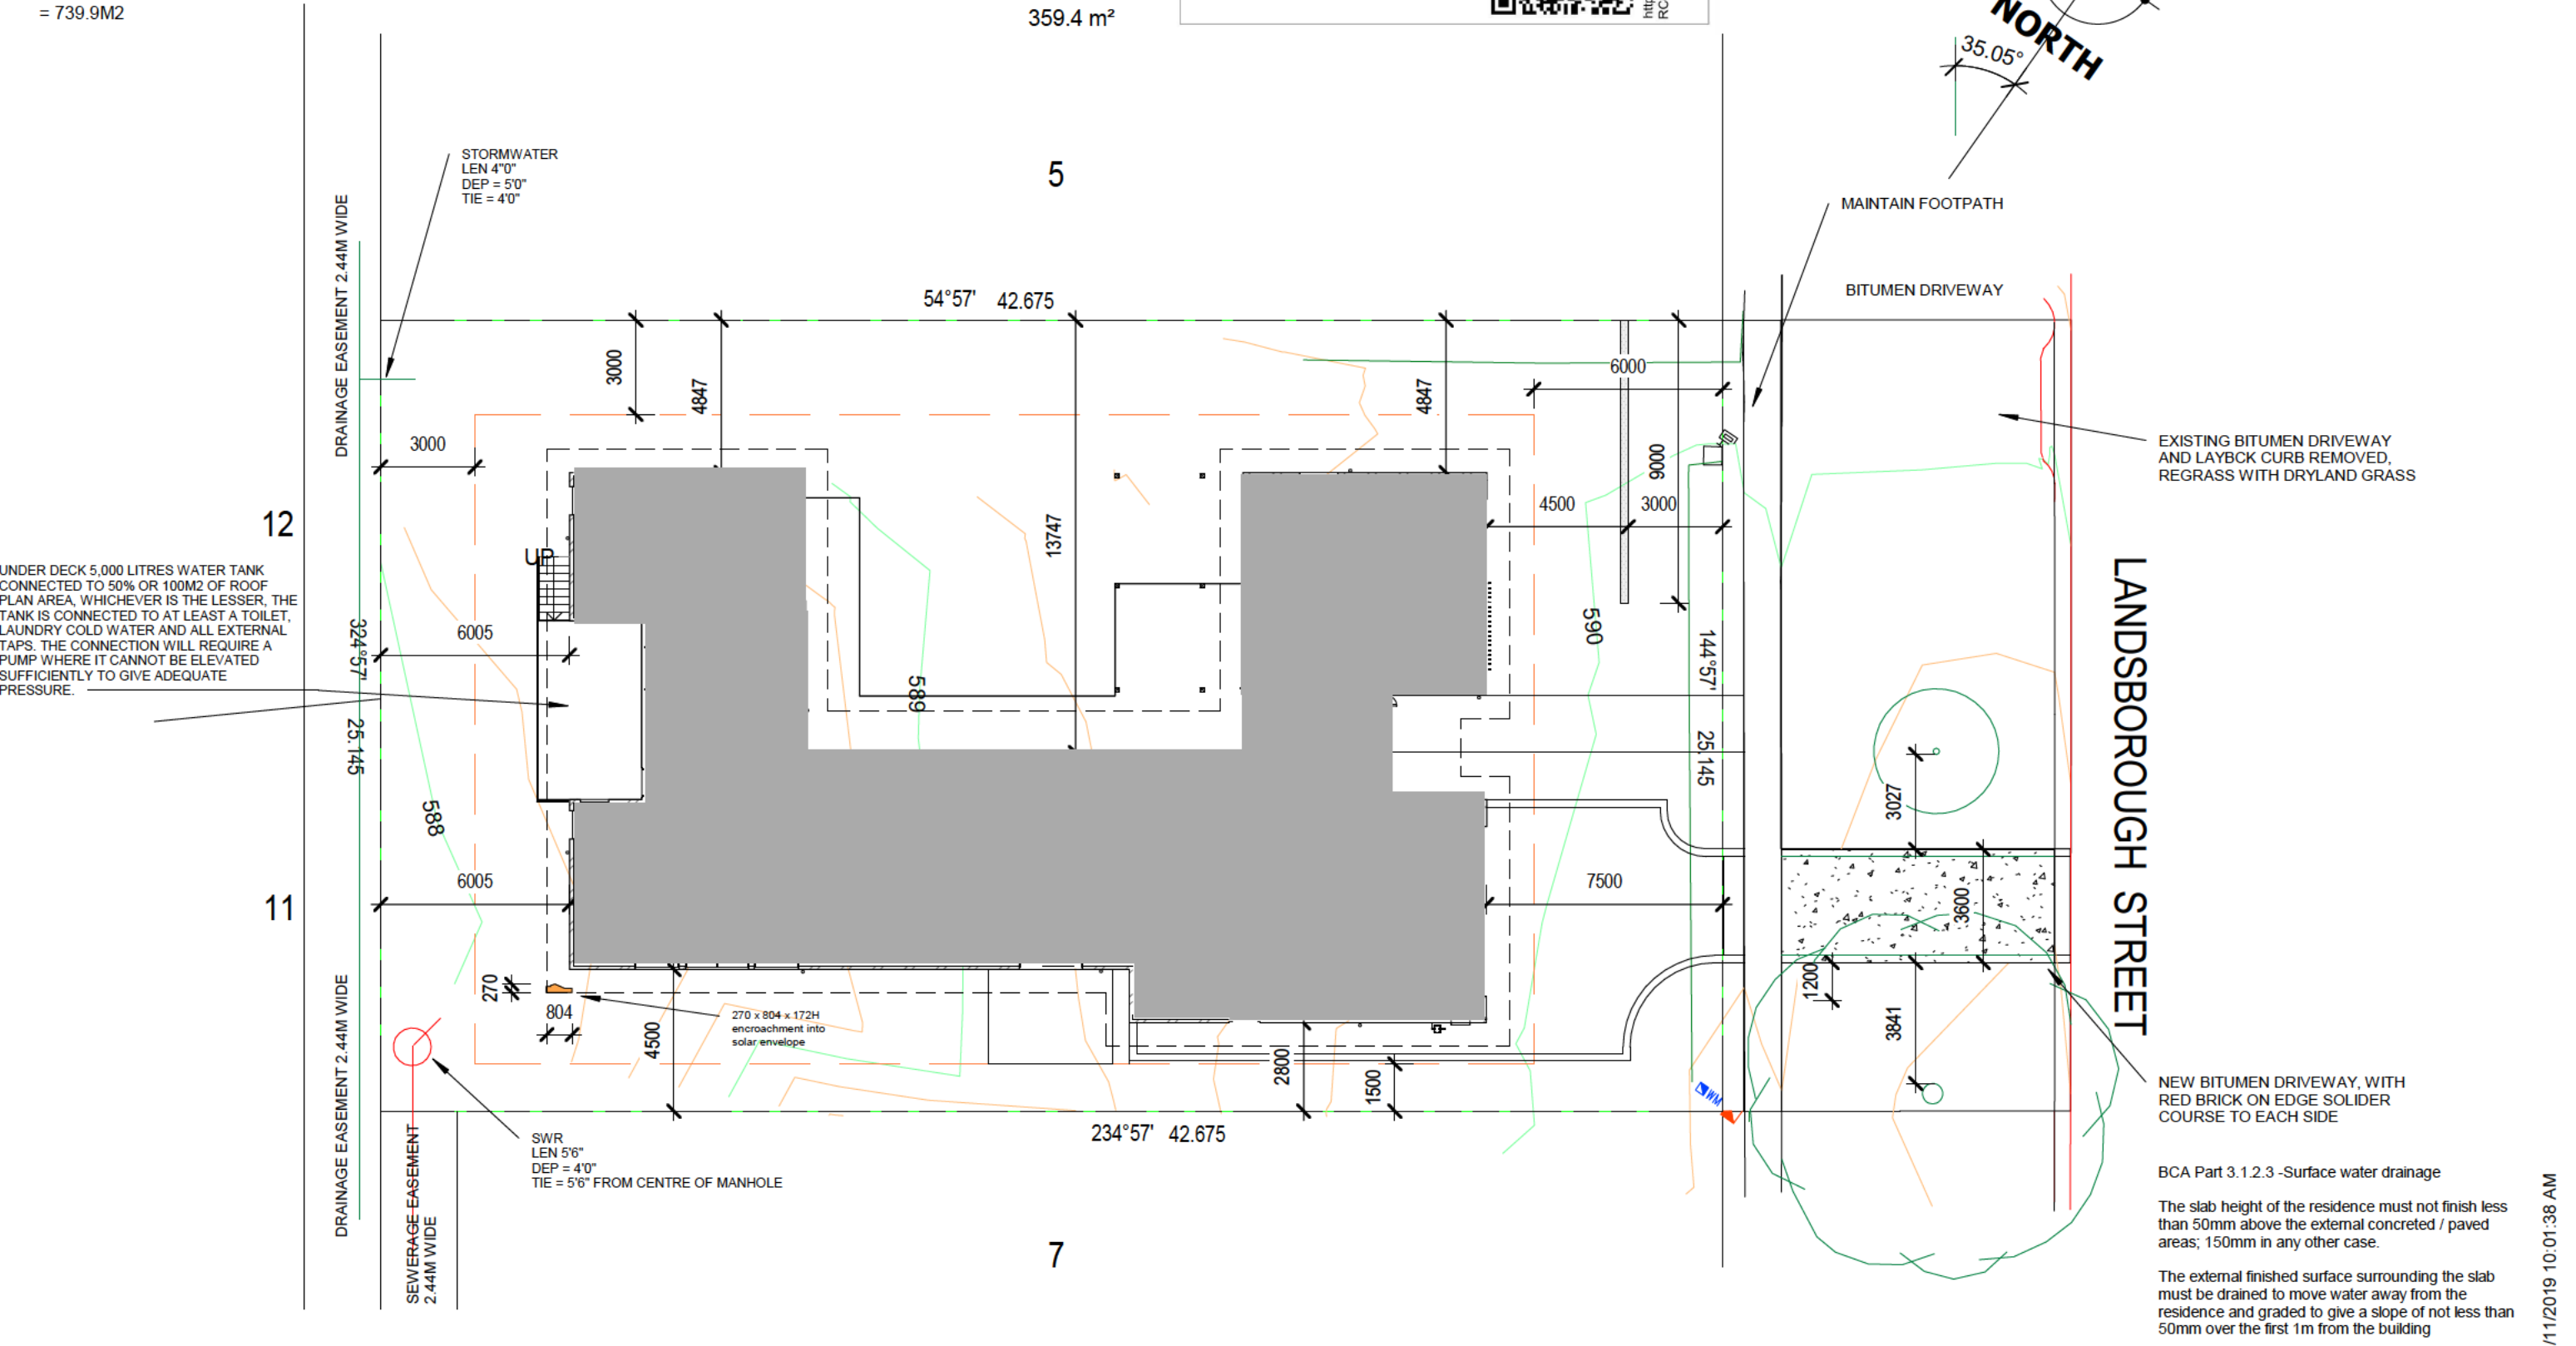 = 739.9M2
359.4 m²
NORTH
35.05°
STORMWATER
LEN 4"0"
DEP = 5'0"
TIE = 4'0"
5
MAINTAIN FOOTPATH
DRAINAGE EASEMENT 2.44M WIDE
BITUMEN DRIVEWAY
54°57' 42.675
3000
4847
4847
6000
3000
9000
EXISTING BITUMEN DRIVEWAY
AND LAYBCK CURB REMOVED,
REGRASS WITH DRYLAND GRASS
4500
3000
12
13747
UP
UNDER DECK 5,000 LITRES WATER TANK
CONNECTED TO 50% OR 100M2 OF ROOF
PLAN AREA, WHICHEVER IS THE LESSER, THE
TANK IS CONNECTED TO AT LEAST A TOILET,
LAUNDRY COLD WATER AND ALL EXTERNAL
TAPS. THE CONNECTION WILL REQUIRE A
PUMP WHERE IT CANNOT BE ELEVATED
SUFFICIENTLY TO GIVE ADEQUATE
PRESSURE.
324°57' 25.145
6005
589
590
144°57' 25.145
LANDSBOROUGH STREET
588
3027
11
6005
7500
3600
270
804
270 x 804 x 172H
encroachment into
solar envelope
4500
2800
1500
1200
3841
WM
DRAINAGE EASEMENT 2.44M WIDE
SEWERAGE EASEMENT
2.44M WIDE
SWR
LEN 5'6"
DEP = 4'0"
TIE = 5'6" FROM CENTRE OF MANHOLE
234°57' 42.675
7
NEW BITUMEN DRIVEWAY, WITH
RED BRICK ON EDGE SOLIDER
COURSE TO EACH SIDE
BCA Part 3.1.2.3 -Surface water drainage
The slab height of the residence must not finish less
than 50mm above the external concreted / paved
areas; 150mm in any other case.
The external finished surface surrounding the slab
must be drained to move water away from the
residence and graded to give a slope of not less than
50mm over the first 1m from the building
/11/2019 10:01:38 AM